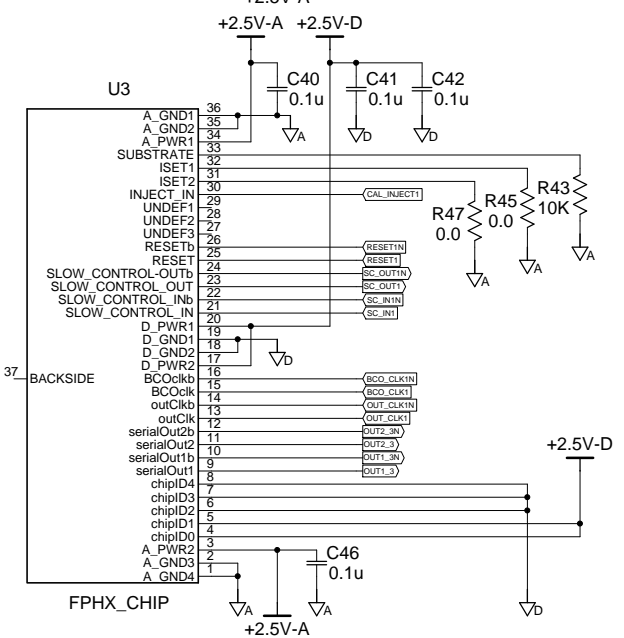 +2.5V-A
+2.5V-A +2.5V-D
U3
C40
0.1u
C41
0.1u
C42
0.1u
A
D
D
A_GND1 36
A_GND2 35
A_PWR1 34
SUBSTRATE 33
ISET1 32
ISET2 31
INJECT_IN 30 CAL_INJECT1
UNDEF1 29
UNDEF2 28
UNDEF3 27
RESETb 26 RESET1N
RESET 25 RESET1
SLOW_CONTROL-OUTb 24 SC_OUT1N
SLOW_CONTROL_OUT 23 SC_OUT1
SLOW_CONTROL_INb 22 SC_IN1N
SLOW_CONTROL_IN 21 SC_IN1
D_PWR1 20
D_GND1 19
D_GND2 18
D_PWR2 17
D
R47
0.0
R45
0.0
R43
10K
A
A
A
37 BACKSIDE
BCOclkb 16 BCO_CLK1N
BCOclk 15 BCO_CLK1
outClkb 14 OUT_CLK1N
outClk 13 OUT_CLK1
serialOut2b 12 OUT2_3N
serialOut2 11 OUT2_3
serialOut1b 10 OUT1_3N
serialOut1 9 OUT1_3
chipID4 8
chipID3 7
chipID2 6
chipID1 5
chipID0 4
A_PWR2 3
A_GND3 2
A_GND4 1
+2.5V-D
C46
0.1u
FPHX_CHIP
A
A
D
+2.5V-A